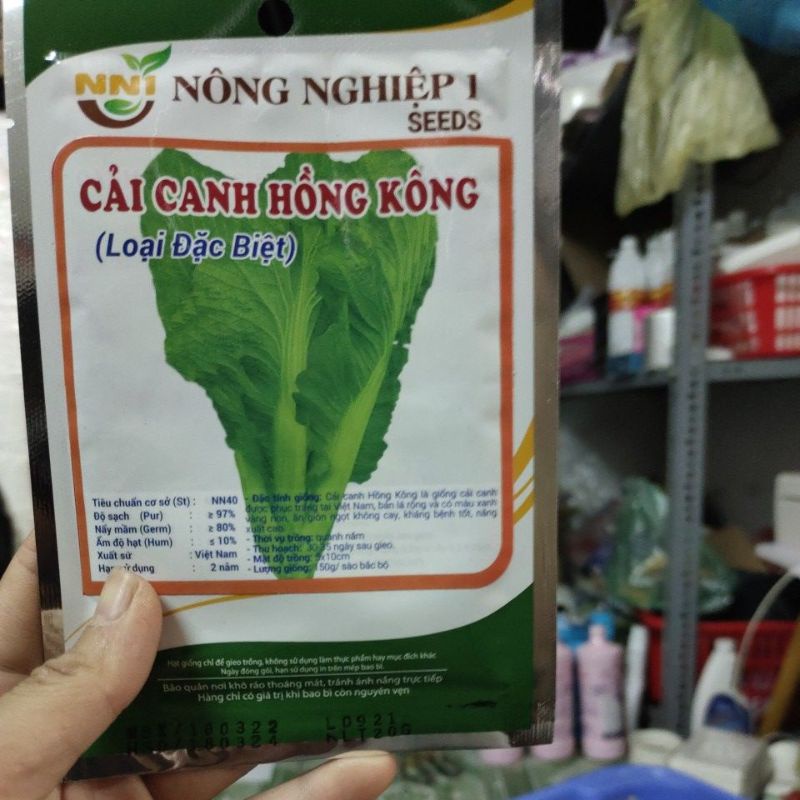 NN1
NÔNG NGHIỆP 1
SEEDS
CẢI CANH HỒNG KÔNG
(Loại Đặc Biệt)
Tiêu chuẩn cơ sở (St) : NN40
Độ sạch (Pur) : ≥ 97%
Nẩy mầm (Germ) : ≥ 80%
Ẩm độ hạt (Hum) : ≤ 10%
Xuất sứ : Việt Nam
Hạn sử dụng : 2 năm
- Đặc tính giống: Cải canh Hồng Kông là giống cải canh
được phục tráng tại Việt Nam, bản lá rộng và có màu xanh
vàng non, ăn giòn ngọt không cay, kháng bệnh tốt, năng
xuất cao.
- Thời vụ trồng: quanh năm
- Thu hoạch: 30-35 ngày sau gieo.
- Mật độ trồng: 5x10cm
- Lượng giống: 150g/ sào bắc bộ
Hạt giống chỉ để gieo trồng, không sử dụng làm thực phẩm hay mục đích khác
Ngày đóng gói, hạn sử dụng in trên mép bao bì.
Bảo quản nơi khô ráo thoáng mát, tránh ánh nắng trực tiếp
Hàng chỉ có giá trị khi bao bì còn nguyên vẹn
NSX/100322 L0921